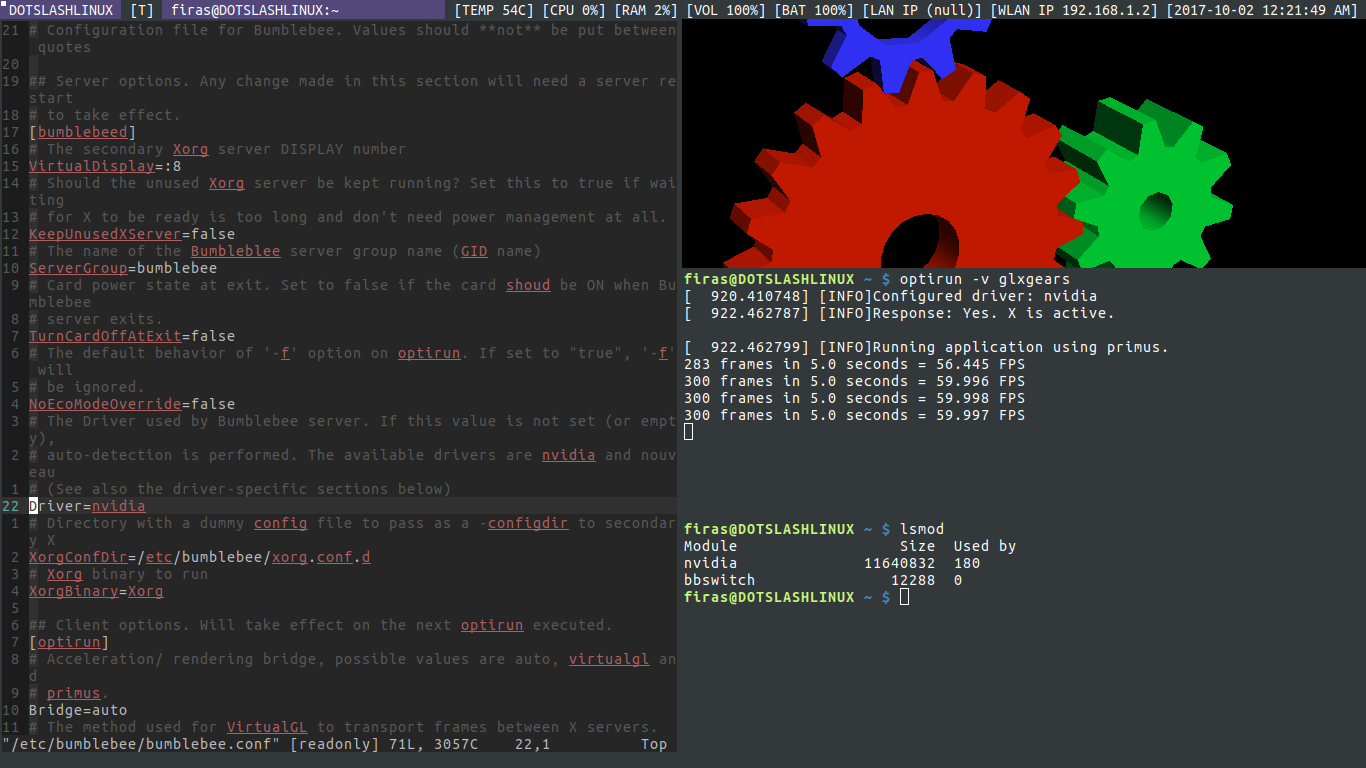 DOTSLASHLINUX [T] firas@DOTSLASHLINUX:~ [TEMP 54C] [CPU 0%] [RAM 2%] [VOL 100%] [BAT 100%] [LAN IP (null)] [WLAN IP 192.168.1.2] [2017-10-02 12:21:49 AM]
21 # Configuration file for Bumblebee. Values should **not** be put between
quotes
20
19 ## Server options. Any change made in this section will need a server re
start
18 # to take effect.
17 [bumblebeed]
16 # The secondary Xorg server DISPLAY number
15 VirtualDisplay=:8
14 # Should the unused Xorg server be kept running? Set this to true if wai
ting
13 # for X to be ready is too long and don't need power management at all.
12 KeepUnusedXServer=false
11 # The name of the Bumbleblee server group name (GID name)
10 ServerGroup=bumblebee
9 # Card power state at exit. Set to false if the card shoud be ON when Bu
mblebee
8 # server exits.
7 TurnCardOffAtExit=false
6 # The default behavior of '-f' option on optirun. If set to "true", '-f'
will
5 # be ignored.
4 NoEcoModeOverride=false
3 # The Driver used by Bumblebee server. If this value is not set (or empt
y),
2 # auto-detection is performed. The available drivers are nvidia and nouv
eau
1 # (See also the driver-specific sections below)
22 Driver=nvidia
1 # Directory with a dummy config file to pass as a -configdir to secondar
y X
2 XorgConfDir=/etc/bumblebee/xorg.conf.d
3 # Xorg binary to run
4 XorgBinary=Xorg
5
6 ## Client options. Will take effect on the next optirun executed.
7 [optirun]
8 # Acceleration/ rendering bridge, possible values are auto, virtualgl an
d
9 # primus.
10 Bridge=auto
11 # The method used for VirtualGL to transport frames between X servers.
"/etc/bumblebee/bumblebee.conf" [readonly] 71L, 3057C 22,1 Top
firas@DOTSLASHLINUX ~ $ optirun -v glxgears
[ 920.410748] [INFO]Configured driver: nvidia
[ 922.462787] [INFO]Response: Yes. X is active.
[ 922.462799] [INFO]Running application using primus.
283 frames in 5.0 seconds = 56.445 FPS
300 frames in 5.0 seconds = 59.996 FPS
300 frames in 5.0 seconds = 59.998 FPS
300 frames in 5.0 seconds = 59.997 FPS
firas@DOTSLASHLINUX ~ $ lsmod
Module Size Used by
nvidia 11640832 180
bbswitch 12288 0
firas@DOTSLASHLINUX ~ $